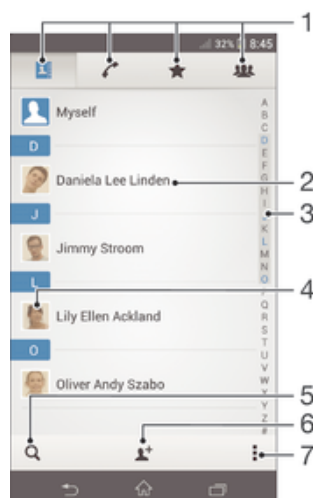 1
32% 8:45
Myself
D
Daniela Lee Linden
2
J
3
Jimmy Stroom
L
4
Lily Ellen Ackland
O
Oliver Andy Szabo
A
B
C
D
E
F
G
H
I
K
L
M
N
O
Q
R
S
T
U
V
W
X
Y
Z
#
5
6
7